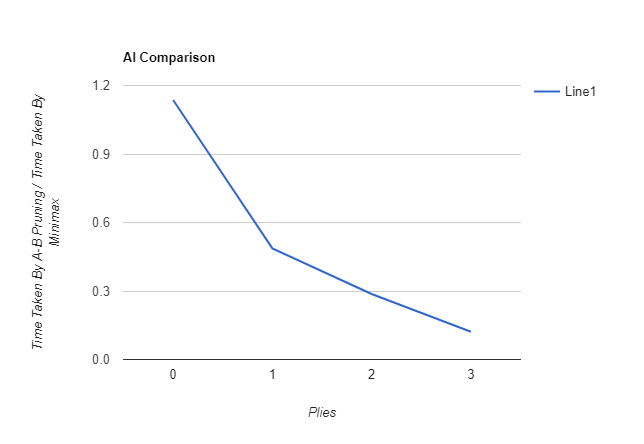 AI Comparison
Time Taken By A-B Pruning / Time Taken By
Minimax
1.2
0.9
0.6
0.3
0.0
0
1
2
3
Plies
Line1